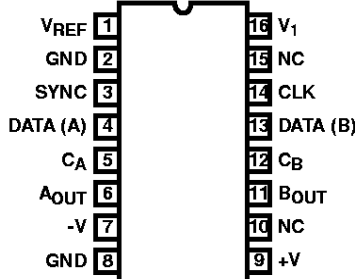 VREF 1 16 V1
GND 2 15 NC
SYNC 3 14 CLK
DATA (A) 4 13 DATA (B)
CA 5 12 CB
AOUT 6 11 BOUT
-V 7 10 NC
GND 8 9 +V